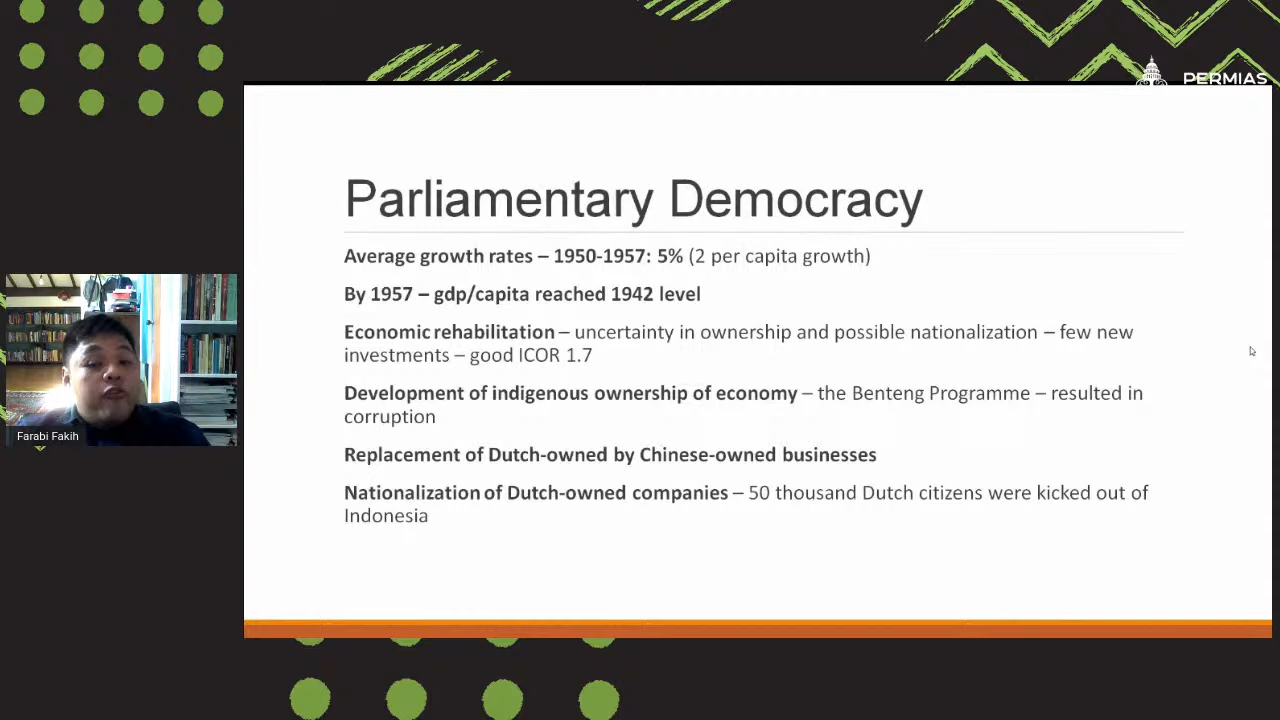 PERMIAS
Parliamentary Democracy
Average growth rates – 1950-1957: 5% (2 per capita growth)
By 1957 – gdp/capita reached 1942 level
Economic rehabilitation – uncertainty in ownership and possible nationalization – few new
investments – good ICOR 1.7
Development of indigenous ownership of economy – the Benteng Programme – resulted in
corruption
Replacement of Dutch-owned by Chinese-owned businesses
Nationalization of Dutch-owned companies – 50 thousand Dutch citizens were kicked out of
Indonesia
Farabi Fakih